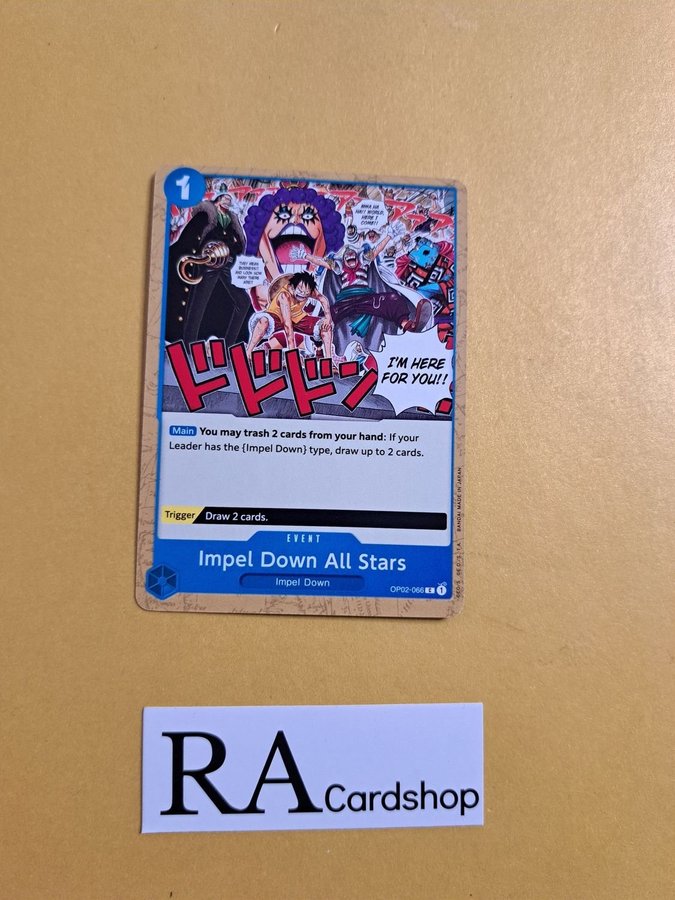 1
MWA HA
HA!! WORLD,
HERE I
COME!!
THEY MEAN
BUSINESS!!
AND LOOK HOW
MANY THERE
ARE!!
ドドドン
I'M HERE
FOR YOU!!
Main You may trash 2 cards from your hand: If your
Leader has the {Impel Down} type, draw up to 2 cards.
Trigger Draw 2 cards.
EVENT
Impel Down All Stars
Impel Down
OP02-066 C 1
BANDAI MADE IN JAPAN
RA Cardshop